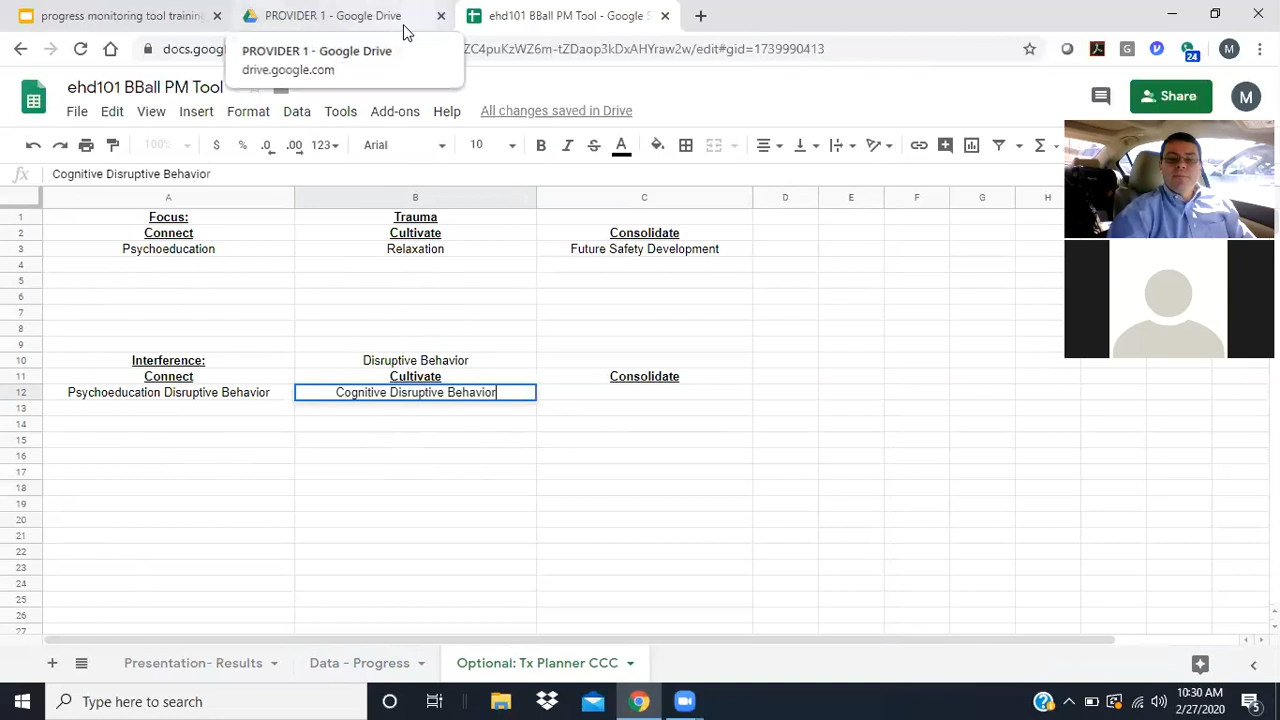 progress monitoring tool training
PROVIDER 1 - Google Drive
ehd101 BBall PM Tool - Google S
docs.goog
ZC4puKzWZ6m-tZDaop3kDxAHYraw2w/edit#gid=1739990413
24
PROVIDER 1 - Google Drive
drive.google.com
ehd101 BBall PM Tool
File Edit View Insert Format Data Tools Add-ons Help All changes saved in Drive
Share
M
M
100% $ % .0 .00 123 Arial 10 B I S A
fx Cognitive Disruptive Behavior
A B C D E F G H
1 Focus: Trauma
2 Connect Cultivate Consolidate
3 Psychoeducation Relaxation Future Safety Development
4
5
6
7
8
9
10 Interference: Disruptive Behavior
11 Connect Cultivate Consolidate
12 Psychoeducation Disruptive Behavior Cognitive Disruptive Behavior
13
14
15
16
17
18
19
20
21
22
23
24
25
26
27
Presentation- Results Data - Progress Optional: Tx Planner CCC
Type here to search
10:30 AM
2/27/2020
5